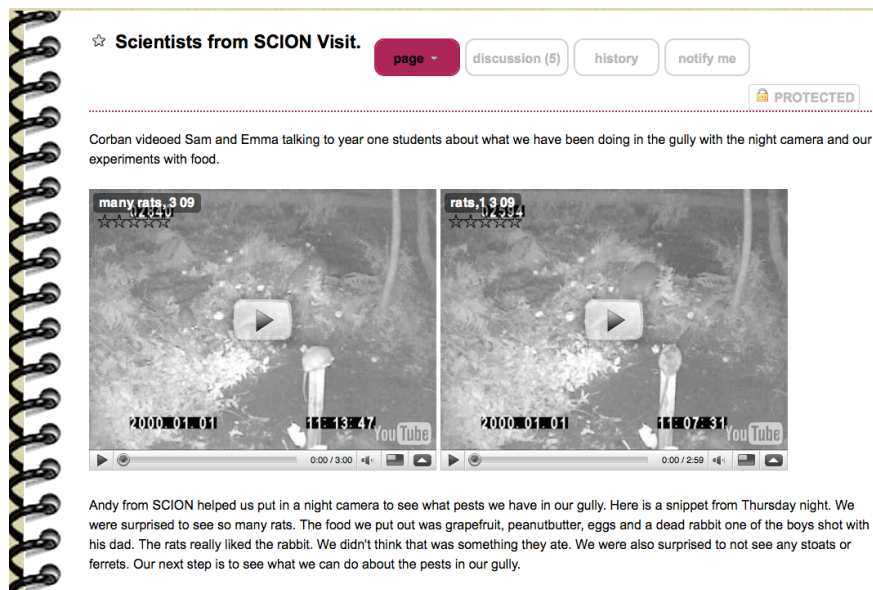 Scientists from SCION Visit.
page
discussion (5)
history
notify me
PROTECTED
Corban videoed Sam and Emma talking to year one students about what we have been doing in the gully with the night camera and our
experiments with food.
many rats, 3 09
02840
2000. 01. 01
11: 13: 47
YouTube
0:00 / 3:00
rats,1 3 09
02594
2000. 01. 01
11: 07: 31
YouTube
0:00 / 2:59
Andy from SCION helped us put in a night camera to see what pests we have in our gully. Here is a snippet from Thursday night. We
were surprised to see so many rats. The food we put out was grapefruit, peanutbutter, eggs and a dead rabbit one of the boys shot with
his dad. The rats really liked the rabbit. We didn't think that was something they ate. We were also surprised to not see any stoats or
ferrets. Our next step is to see what we can do about the pests in our gully.